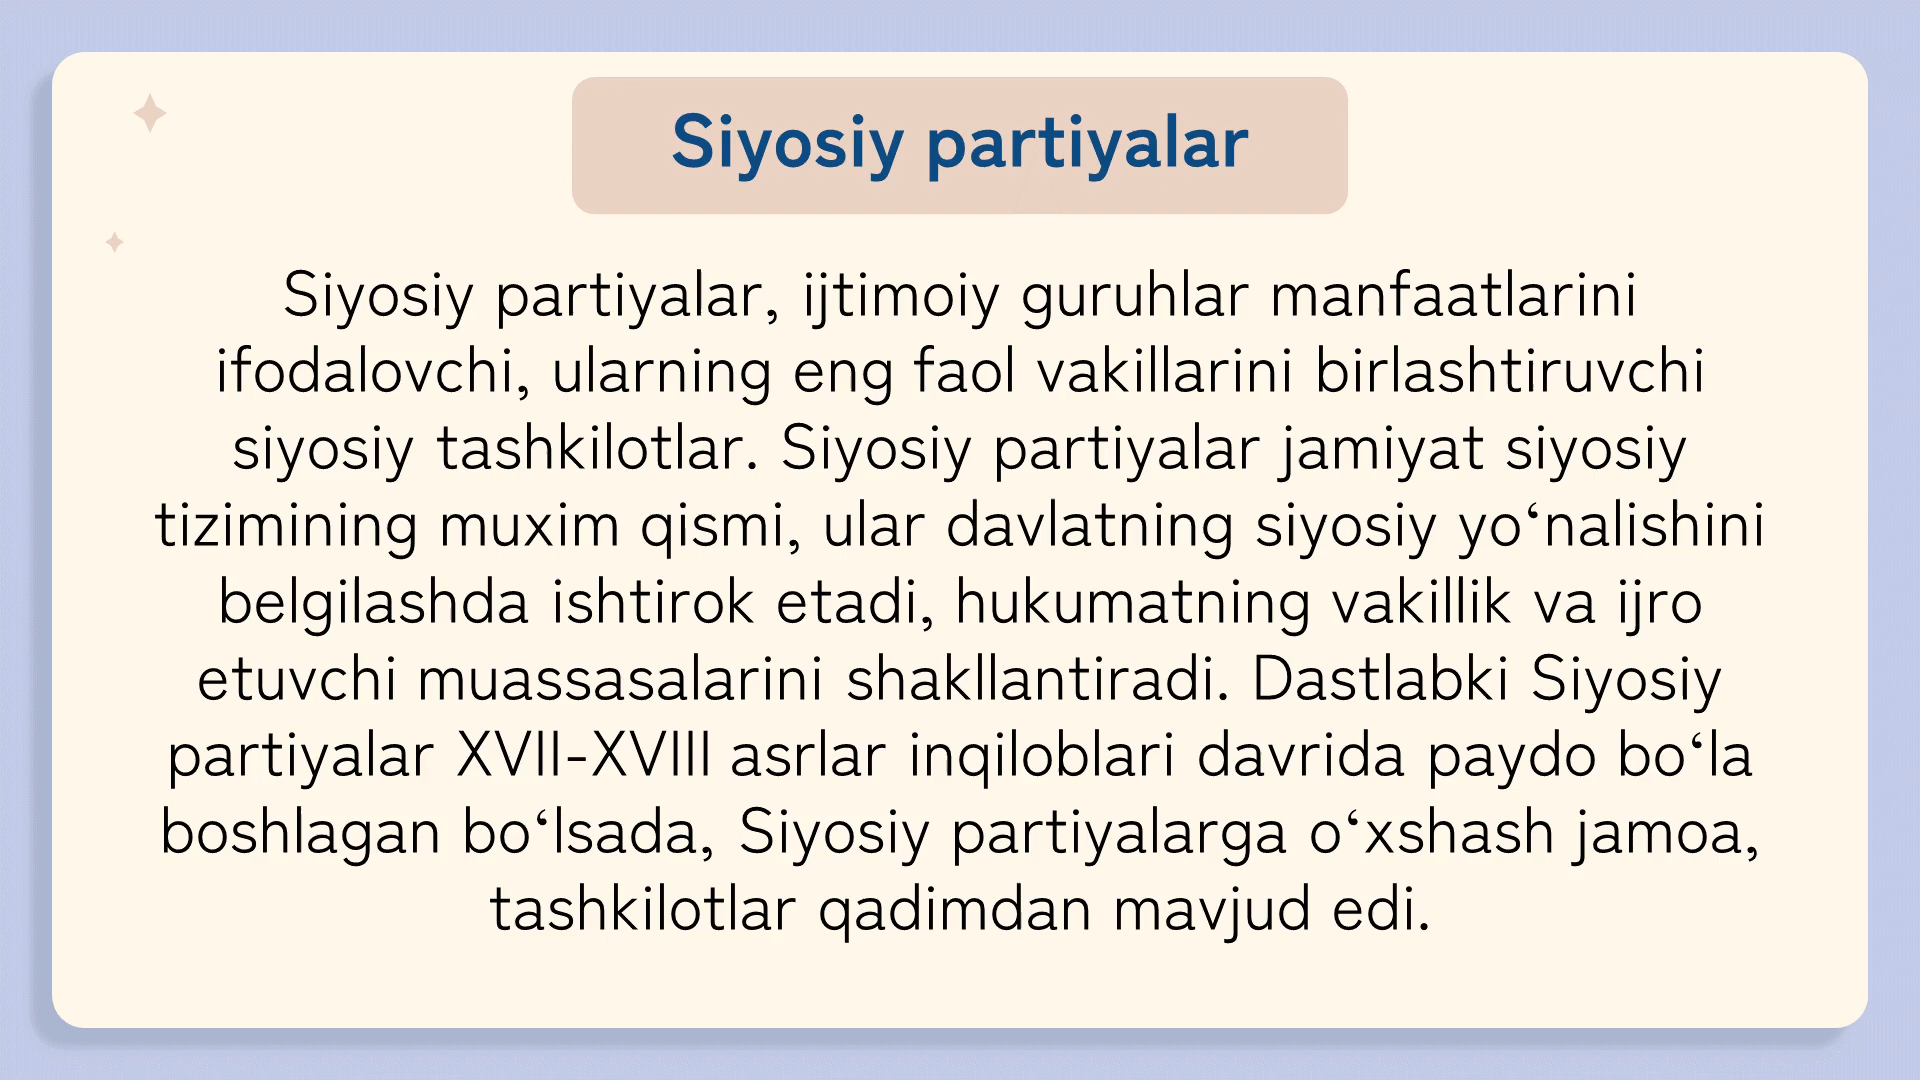 Siyosiy partiyalar
Siyosiy partiyalar, ijtimoiy guruhlar manfaatlarini
ifodalovchi, ularning eng faol vakillarini birlashtiruvchi
siyosiy tashkilotlar. Siyosiy partiyalar jamiyat siyosiy
tizimining muxim qismi, ular davlatning siyosiy yo‘nalishini
belgilashda ishtirok etadi, hukumatning vakillik va ijro
etuvchi muassasalarini shakllantiradi. Dastlabki Siyosiy
partiyalar XVII-XVIII asrlar inqiloblari davrida paydo bo‘la
boshlagan bo‘lsada, Siyosiy partiyalarga o‘xshash jamoa,
tashkilotlar qadimdan mavjud edi.